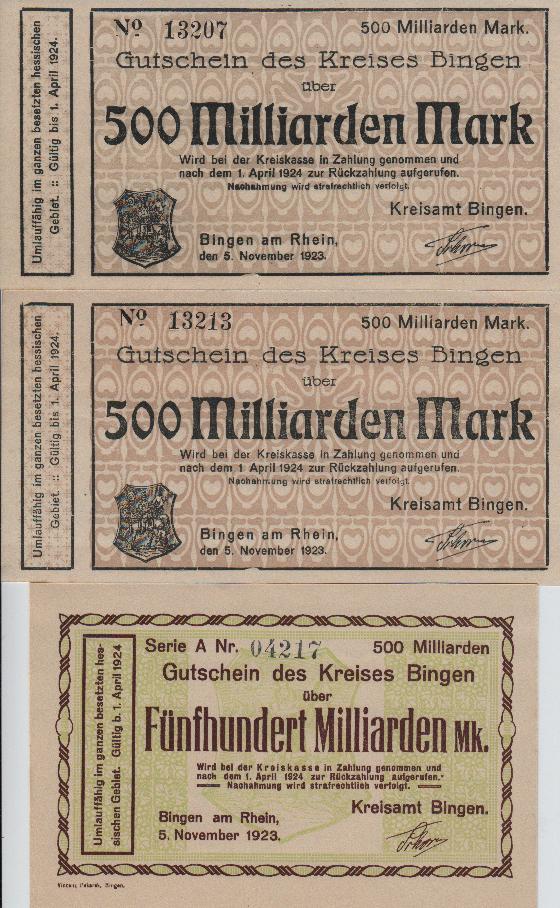 Umlauffähig im ganzen besetzten hessischen
Gebiet. :: Gültig bis 1. April 1924.
No 13207 500 Milliarden Mark.
Gutschein des Kreises Bingen
über
500 Milliarden Mark
Wird bei der Kreiskasse in Zahlung genommen und
nach dem 1. April 1924 zur Rückzahlung aufgerufen.
Nachahmung wird strafrechtlich verfolgt.
Kreisamt Bingen.
Bingen am Rhein,
den 5. November 1923.
Umlauffähig im ganzen besetzten hessischen
Gebiet. :: Gültig bis 1. April 1924.
No 13213 500 Milliarden Mark.
Gutschein des Kreises Bingen
über
500 Milliarden Mark
Wird bei der Kreiskasse in Zahlung genommen und
nach dem 1 April 1924 zur Rückzahlung aufgerufen.
Nachahmung wird strafrechtlich verfolgt.
Kreisamt Bingen.
Bingen am Rhein,
den 5. November 1923.
Umlauffähig im ganzen besetzten hes-
sischen Gebiet. Gültig b. 1. April 1924
Serie A Nr. 04217 500 Milliarden
Gutschein des Kreises Bingen
über
Fünfhundert Milliarden Mk.
Wird bei der Kreiskasse in Zahlung genommen und
nach dem 1. April 1924 zur Rückzahlung aufgerufen.
Nachahmung wird strafrechtlich verfolgt.
Kreisamt Bingen.
Bingen am Rhein,
5. November 1923.
Bingen.